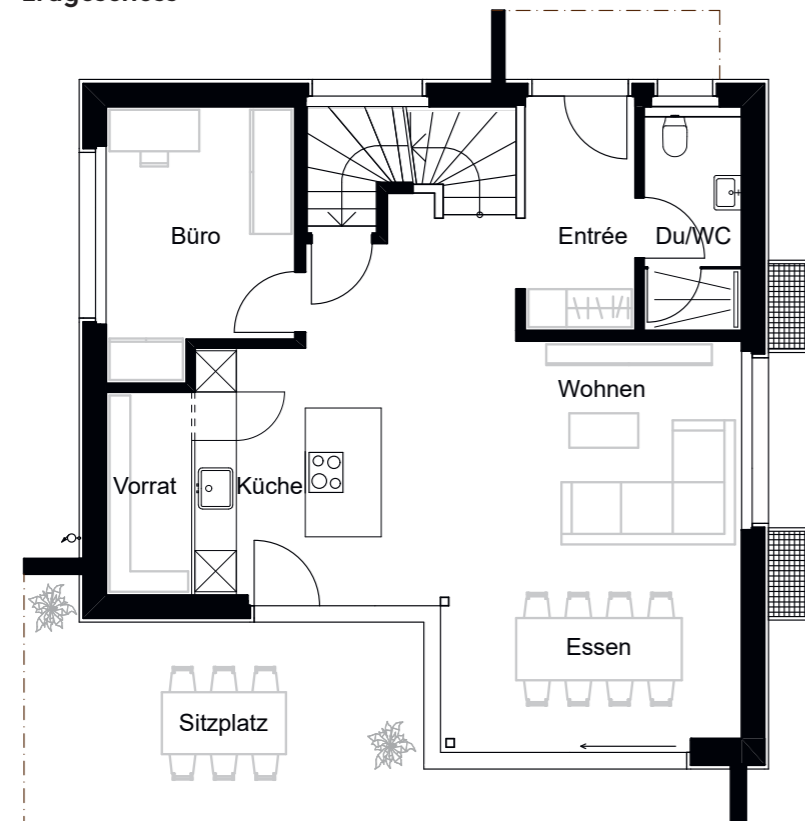 Erdgeschoss
Büro
Entrée
Du/WC
Wohnen
Vorrat
Küche
Essen
Sitzplatz